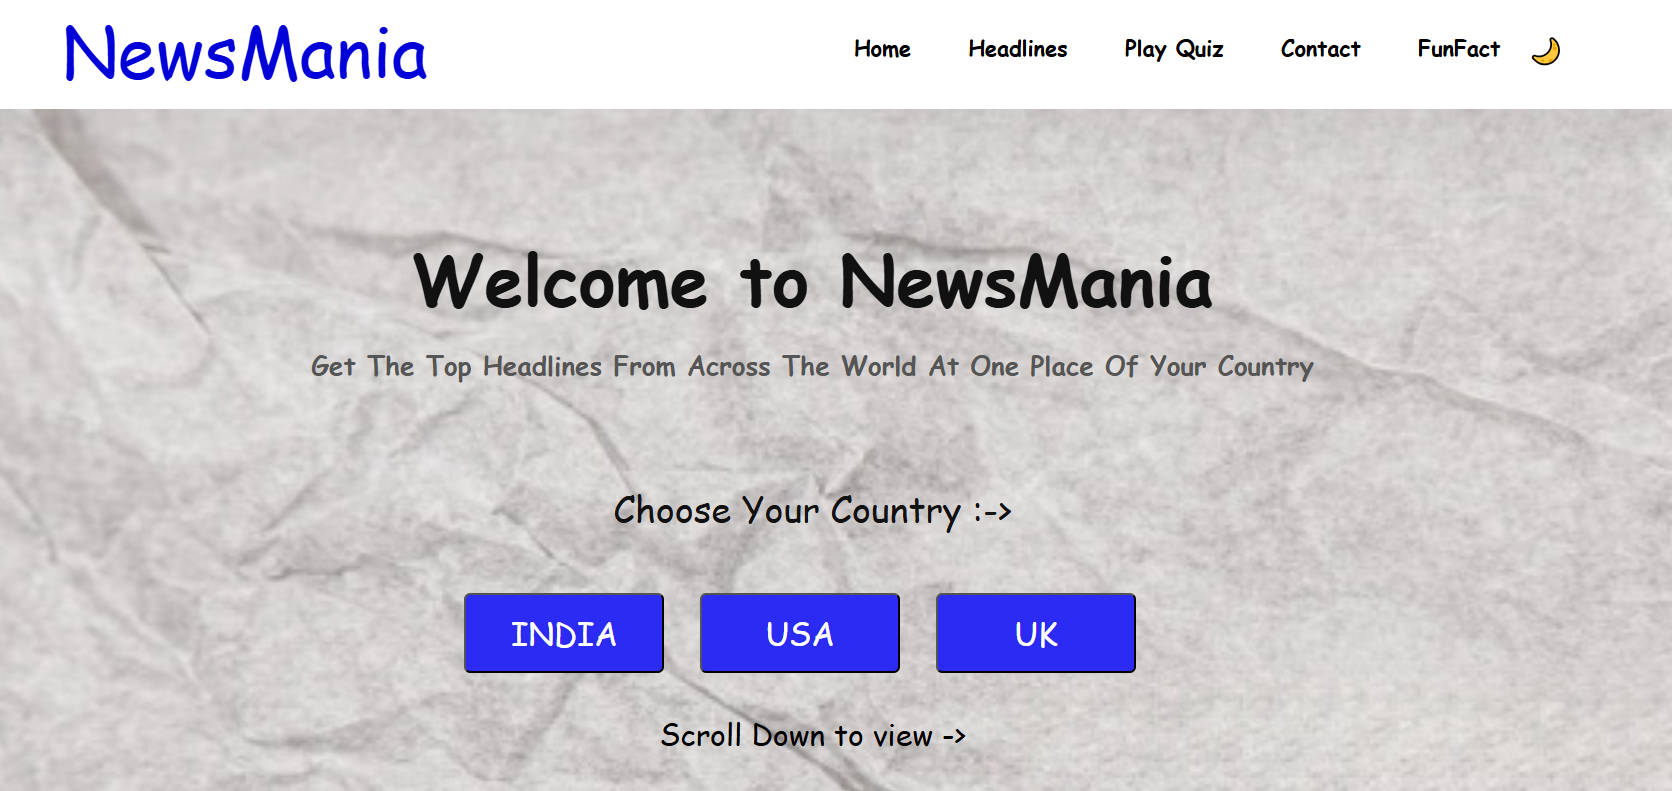 NewsMania
Home Headlines Play Quiz Contact FunFact
Welcome to NewsMania
Get The Top Headlines From Across The World At One Place Of Your Country
Choose Your Country :->
INDIA USA UK
Scroll Down to view ->